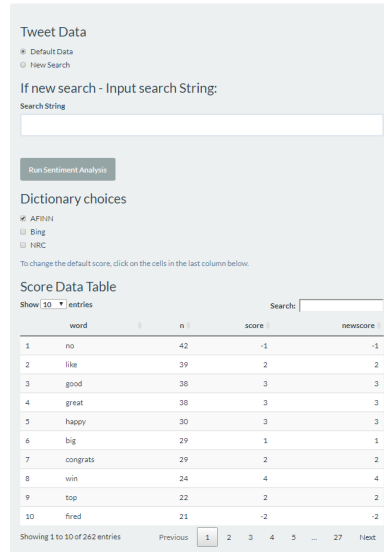 Tweet Data
Default Data
New Search
If new search - Input search String:
Search String
Run Sentiment Analysis
Dictionary choices
AFINN
Bing
NRC
To change the default score, click on the cells in the last column below.
Score Data Table
Show 10 entries Search:
word n score newscore
1 no 42 -1 -1
2 like 39 2 2
3 good 38 3 3
4 great 38 3 3
5 happy 30 3 3
6 big 29 1 1
7 congrats 29 2 2
8 win 24 4 4
9 top 22 2 2
10 fired 21 -2 -2
Showing 1 to 10 of 262 entries Previous 1 2 3 4 5 ... 27 Next